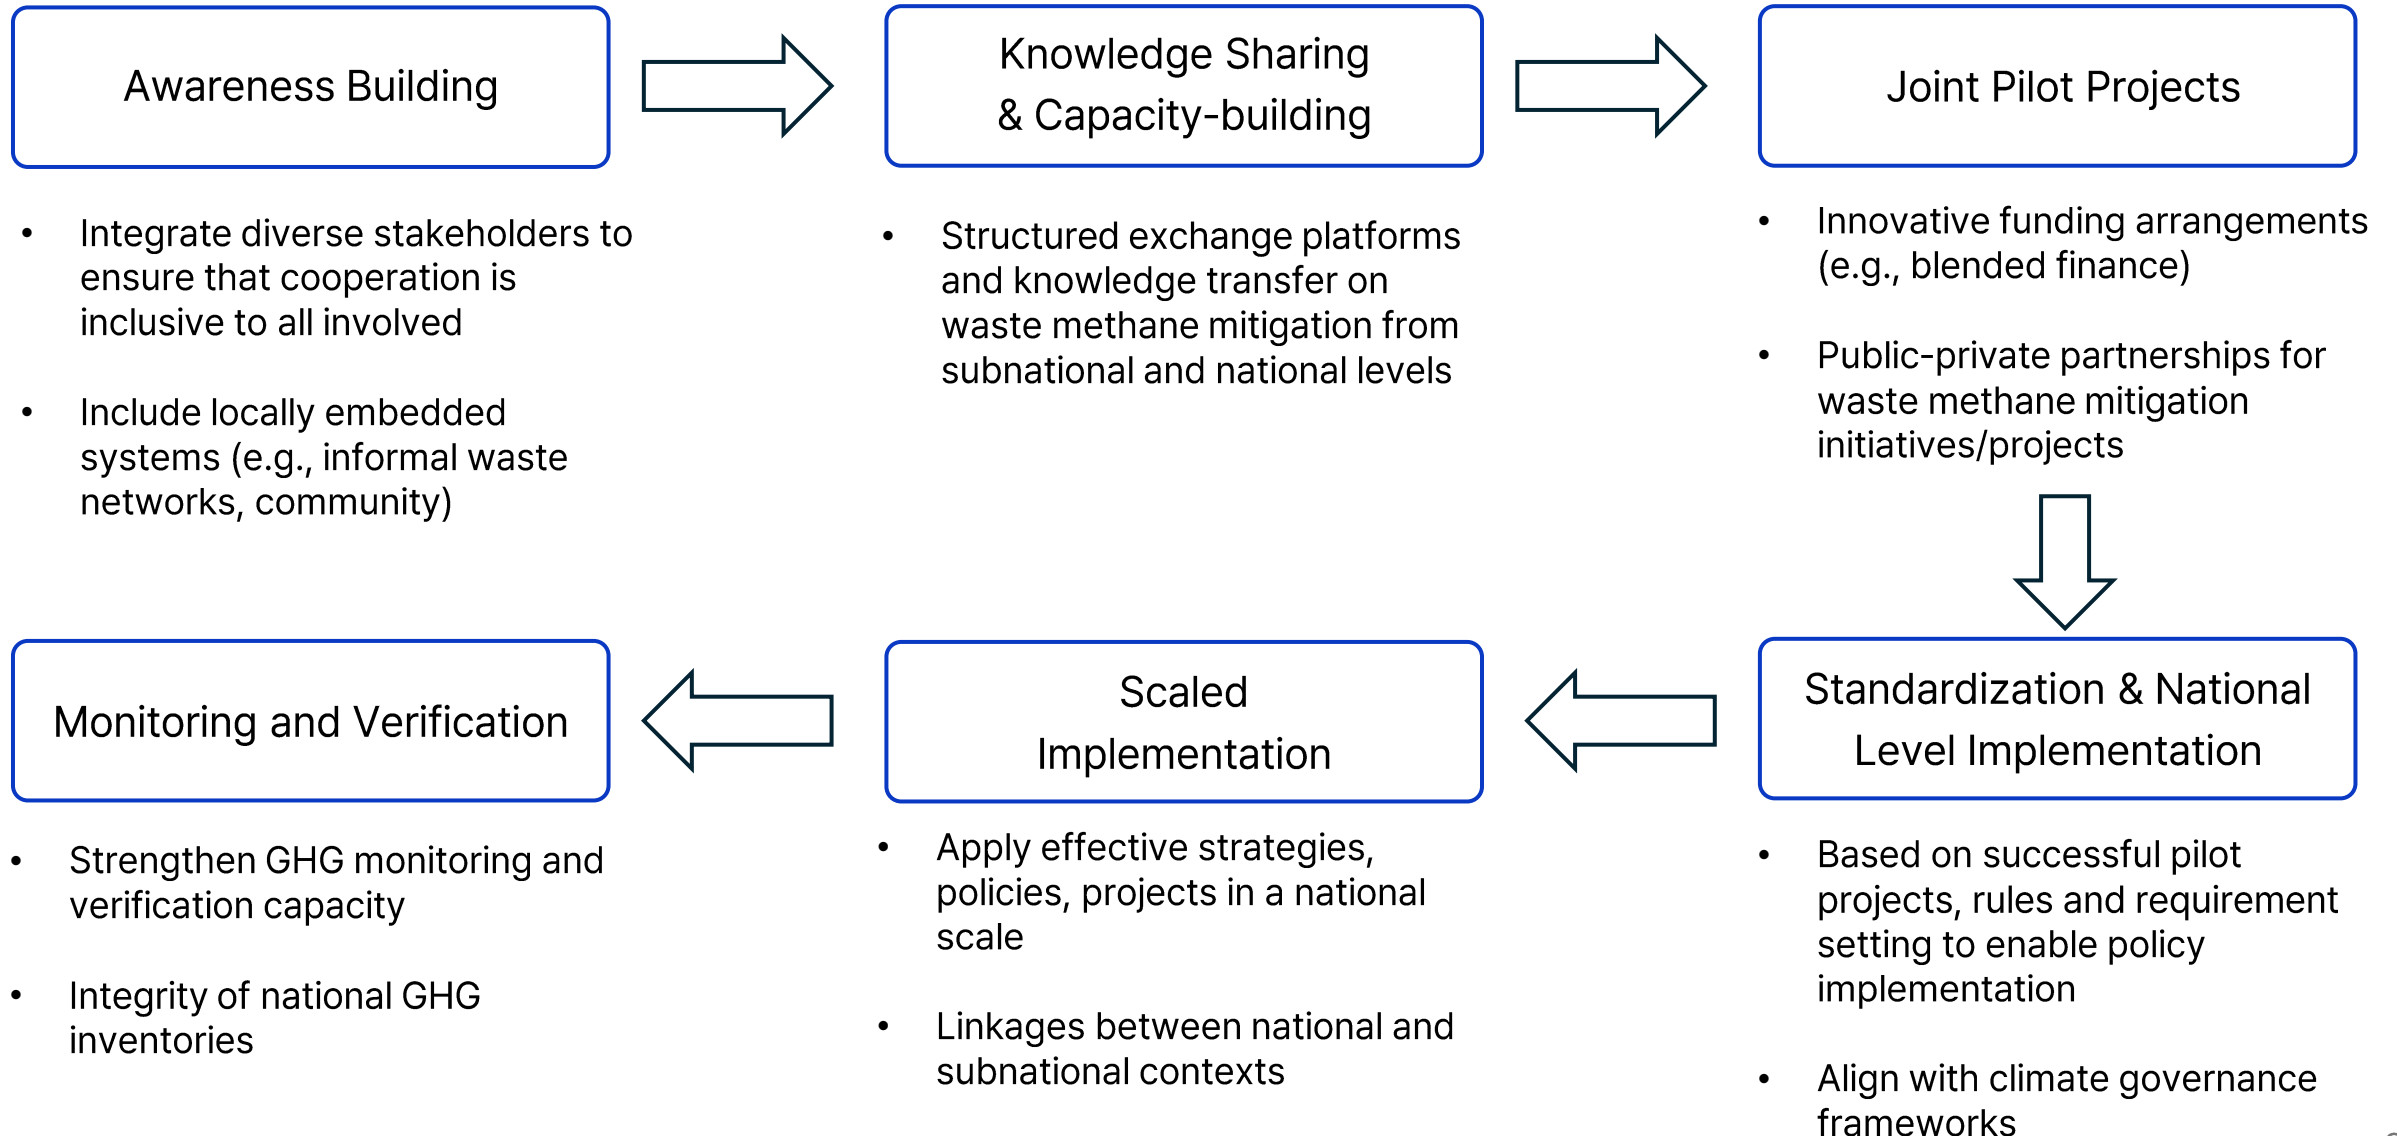 Awareness Building
Knowledge Sharing
& Capacity-building
Joint Pilot Projects
• Integrate diverse stakeholders to
ensure that cooperation is
inclusive to all involved
• Include locally embedded
systems (e.g., informal waste
networks, community)
• Structured exchange platforms
and knowledge transfer on
waste methane mitigation from
subnational and national levels
• Innovative funding arrangements
(e.g., blended finance)
• Public-private partnerships for
waste methane mitigation
initiatives/projects
Standardization & National
Level Implementation
Scaled
Implementation
Monitoring and Verification
• Based on successful pilot
projects, rules and requirement
setting to enable policy
implementation
• Align with climate governance
frameworks
• Apply effective strategies,
policies, projects in a national
scale
• Linkages between national and
subnational contexts
• Strengthen GHG monitoring and
verification capacity
• Integrity of national GHG
inventories